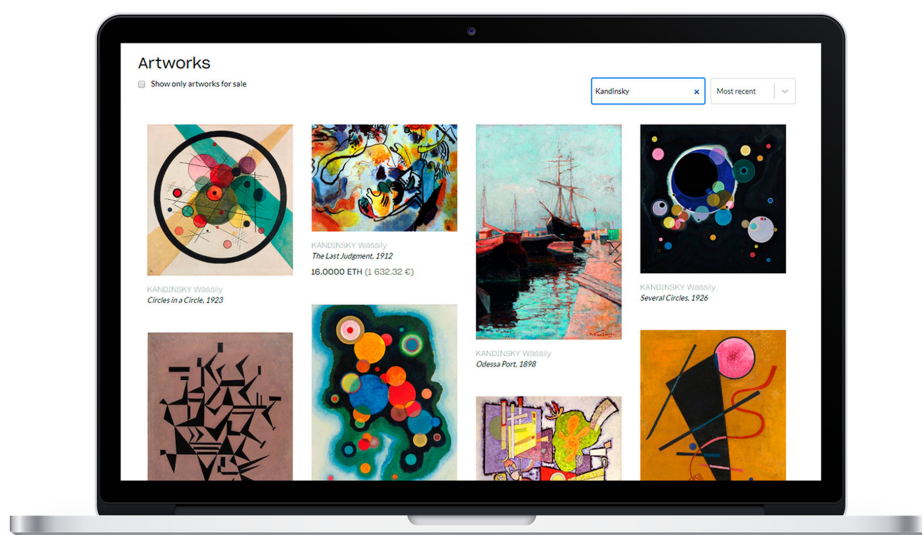 Artworks
Show only artworks for sale
Kandinsky ×
Most recent
KANDINSKY Wassily
Circles in a Circle, 1923
KANDINSKY Wassily
The Last Judgment, 1912
16.0000 ETH (1 632.32 €)
KANDINSKY Wassily
Odessa Port, 1898
KANDINSKY Wassily
Several Circles, 1926